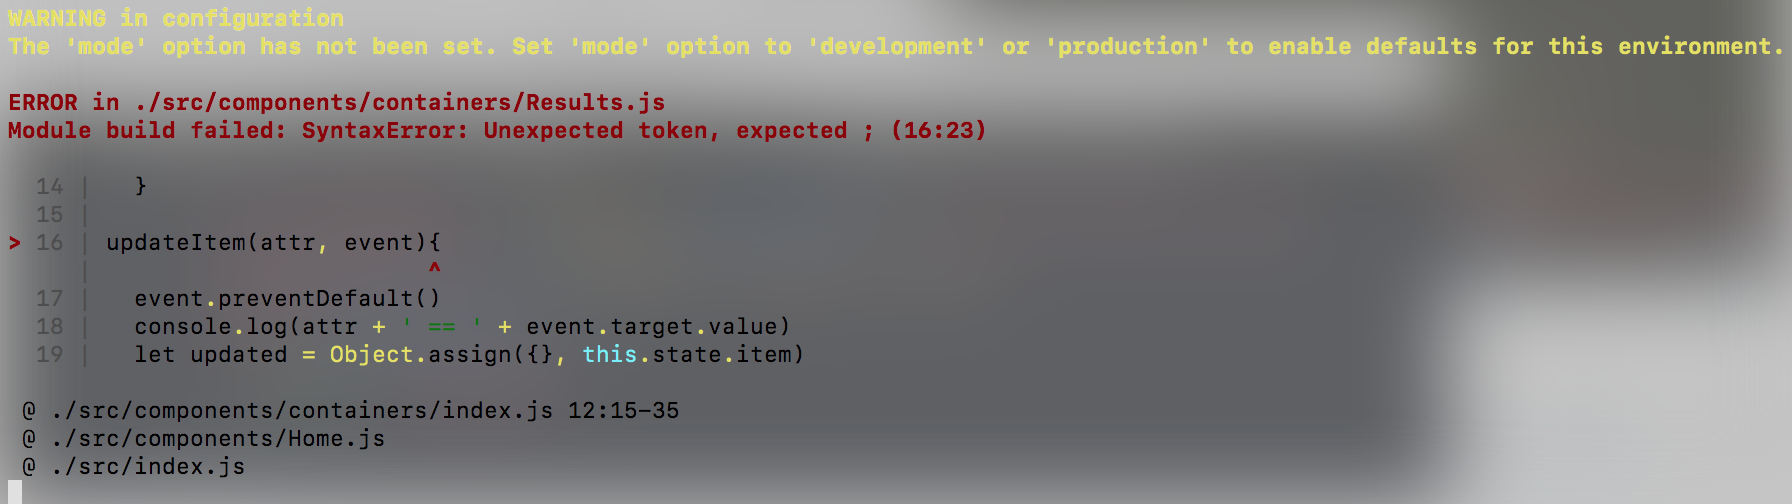 WARNING in configuration
The 'mode' option has not been set. Set 'mode' option to 'development' or 'production' to enable defaults for this environment.
ERROR in ./src/components/containers/Results.js
Module build failed: SyntaxError: Unexpected token, expected ; (16:23)
  14 |   }
  15 |
> 16 | updateItem(attr, event){
     |                        ^
  17 |   event.preventDefault()
  18 |   console.log(attr + ' == ' + event.target.value)
  19 |   let updated = Object.assign({}, this.state.item)
 @ ./src/components/containers/index.js 12:15-35
 @ ./src/components/Home.js
 @ ./src/index.js